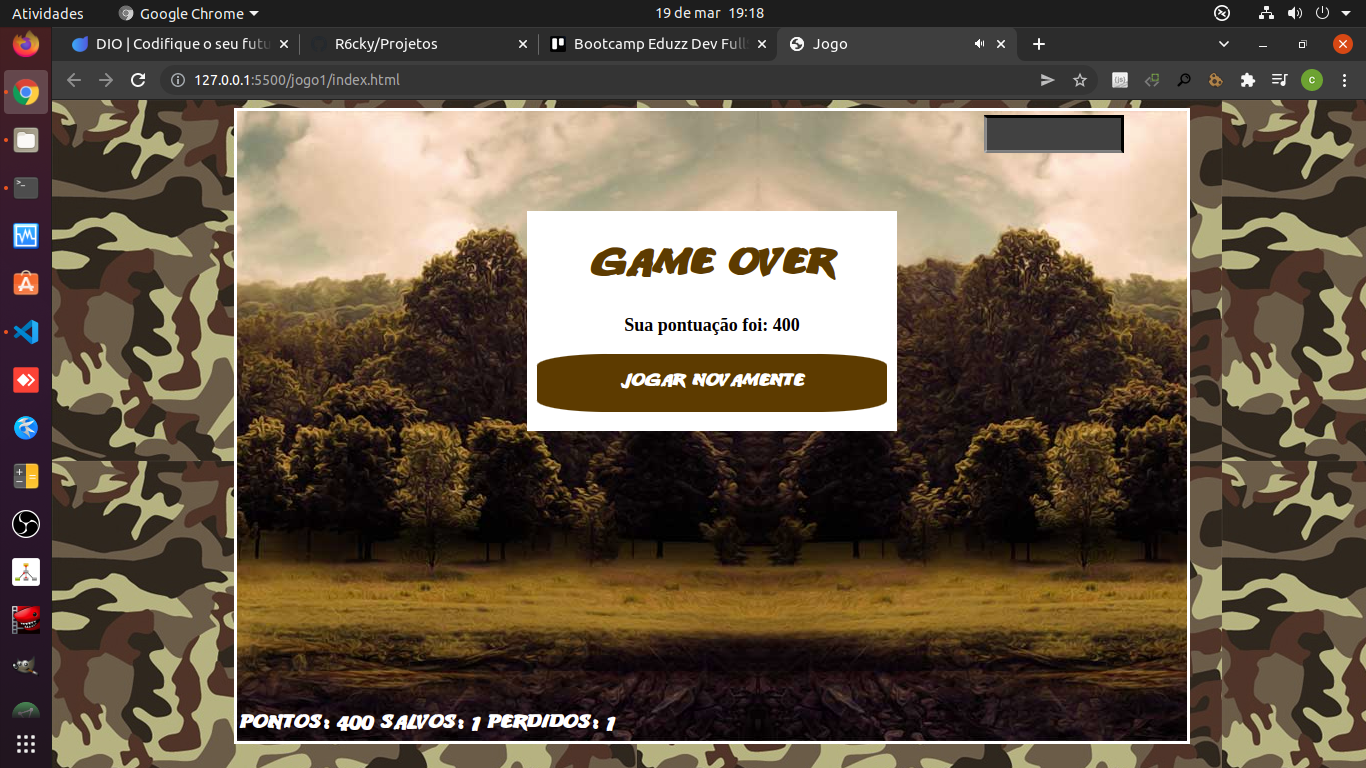 Atividades
Google Chrome
19 de mar 19:18
DIO | Codifique o seu futu
R6cky/Projetos
Bootcamp Eduzz Dev Full
Jogo
127.0.0.1:5500/jogo1/index.html
c
GAME OVER
Sua pontuação foi: 400
JOGAR NOVAMENTE
PONTOS: 400 SALVOS: 1 PERDIDOS: 1